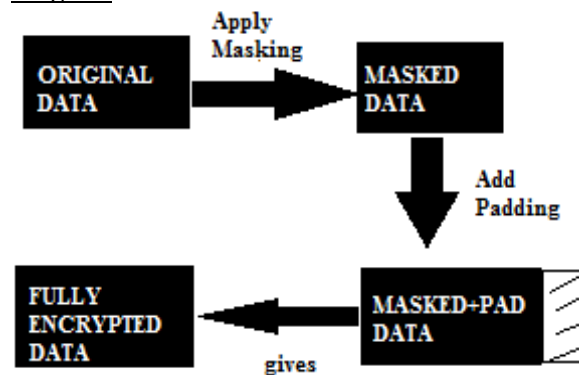 Apply
Masking
ORIGINAL
DATA
MASKED
DATA
Add
Padding
MASKED+PAD
DATA
gives
FULLY
ENCRYPTED
DATA